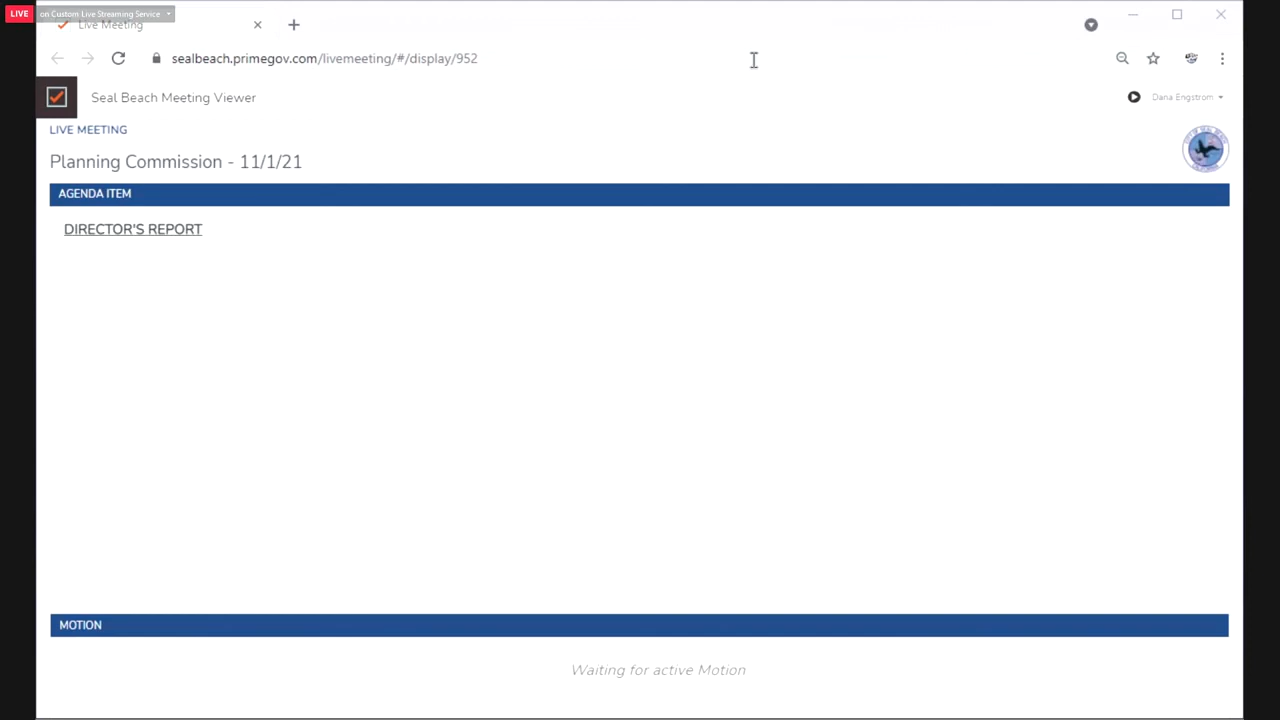 LIVE on Custom Live Streaming Service
Live Meeting
sealbeach.primegov.com/livemeeting/#/display/952
Seal Beach Meeting Viewer
Dana Engstrom
LIVE MEETING
Planning Commission - 11/1/21
AGENDA ITEM
DIRECTOR'S REPORT
MOTION
Waiting for active Motion